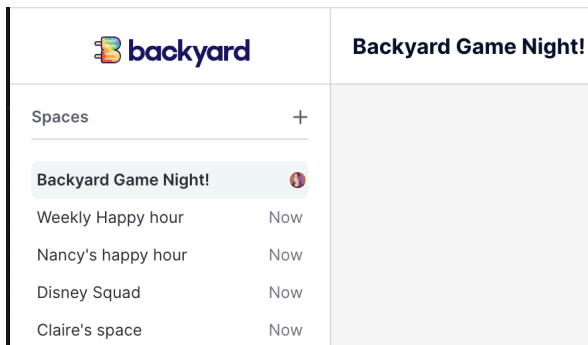 backyard
Backyard Game Night!
Spaces
Backyard Game Night!
Weekly Happy hour Now
Nancy's happy hour Now
Disney Squad Now
Claire's space Now